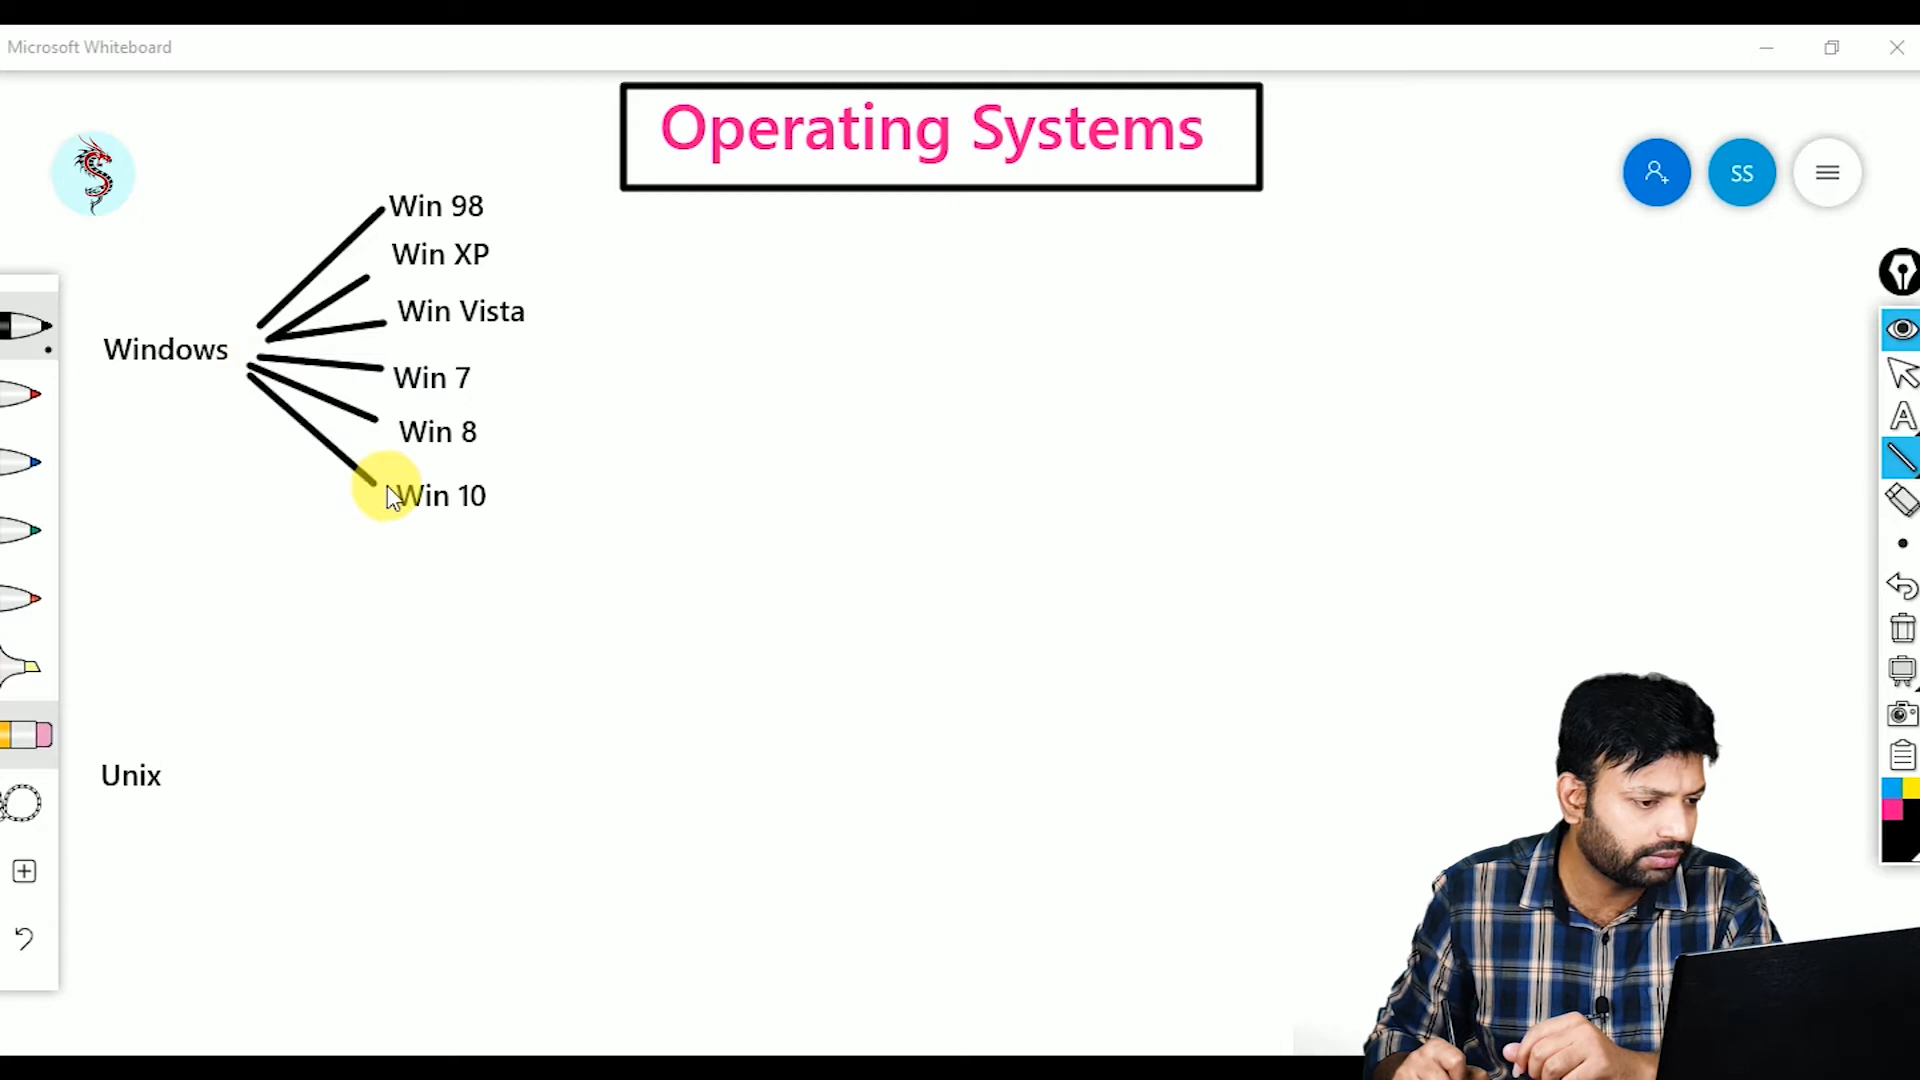 Microsoft Whiteboard
Operating Systems
SS
Win 98
Win XP
Win Vista
Windows
Win 7
Win 8
Win 10
Unix